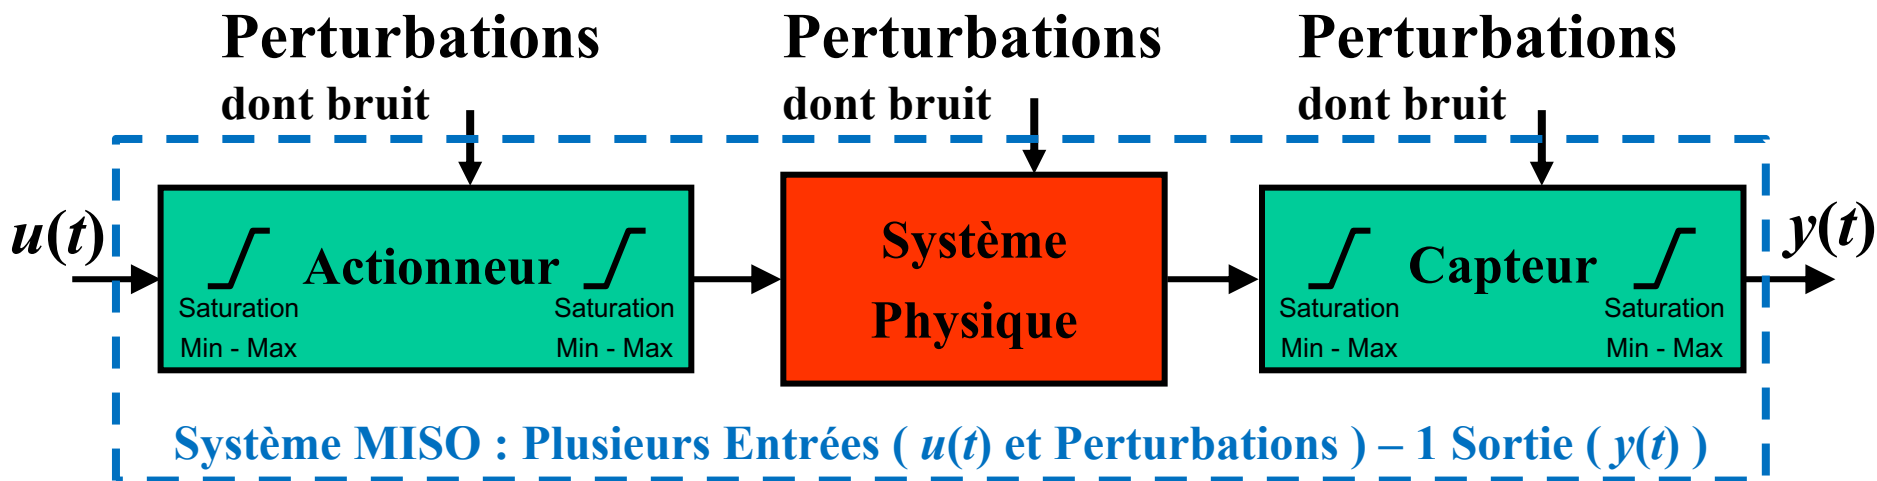 Perturbations
dont bruit
Perturbations
dont bruit
Perturbations
dont bruit
u(t)
Saturation
Min - Max
Actionneur
Saturation
Min - Max
Système
Physique
Saturation
Min - Max
Capteur
Saturation
Min - Max
y(t)
Système MISO : Plusieurs Entrées ( u(t) et Perturbations ) – 1 Sortie ( y(t) )